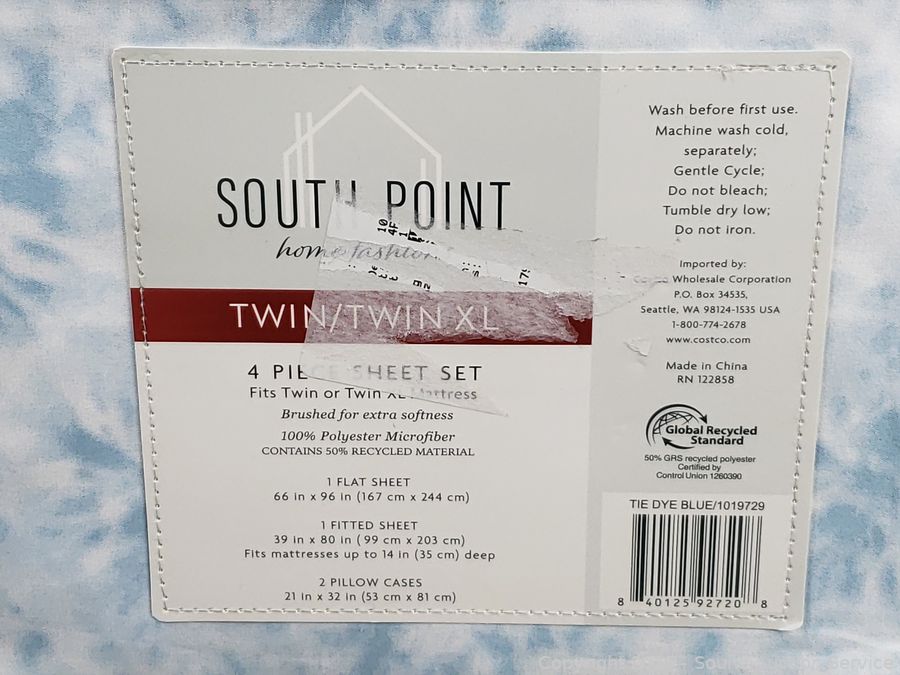 SOUTH POINT
home fashions
TWIN/TWIN XL
4 PIECE SHEET SET
Fits Twin or Twin XL Mattress
Brushed for extra softness
100% Polyester Microfiber
CONTAINS 50% RECYCLED MATERIAL
1 FLAT SHEET
66 in x 96 in (167 cm x 244 cm)
1 FITTED SHEET
39 in x 80 in ( 99 cm x 203 cm)
Fits mattresses up to 14 in (35 cm) deep
2 PILLOW CASES
21 in x 32 in (53 cm x 81 cm)
Wash before first use.
Machine wash cold,
separately;
Gentle Cycle;
Do not bleach;
Tumble dry low;
Do not iron.
Imported by:
Costco Wholesale Corporation
P.O. Box 34535,
Seattle, WA 98124-1535 USA
1-800-774-2678
www.costco.com
Made in China
RN 122858
Global Recycled
Standard
50% GRS recycled polyester
Certified by
Control Union 1260390
TIE DYE BLUE/1019729
8 40125 92720 8
175
Copyright Service